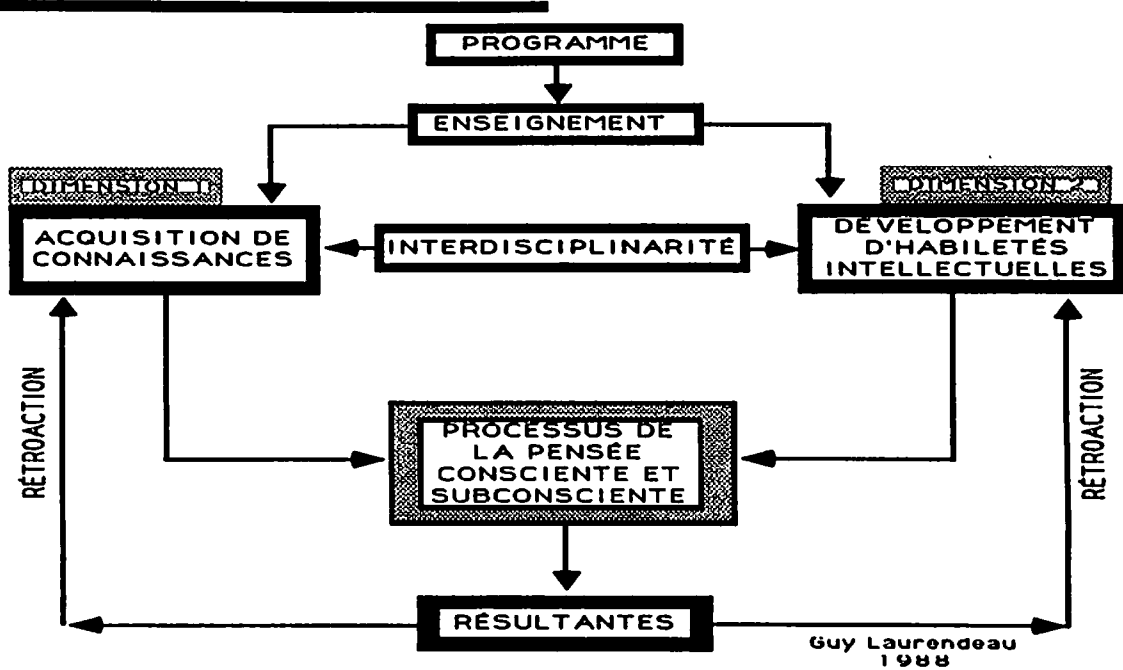 PROGRAMME
ENSEIGNEMENT
DIMENSION 1
DIMENSION 2
ACQUISITION DE
CONNAISSANCES
INTERDISCIPLINARITÉ
DÉVELOPPEMENT
D'HABILETÉS
INTELLECTUELLES
RÉTROACTION
PROCESSUS DE
LA PENSÉE
CONSCIENTE ET
SUBCONSCIENTE
RÉTROACTION
RÉSULTANTES
Guy Laurendeau
1988